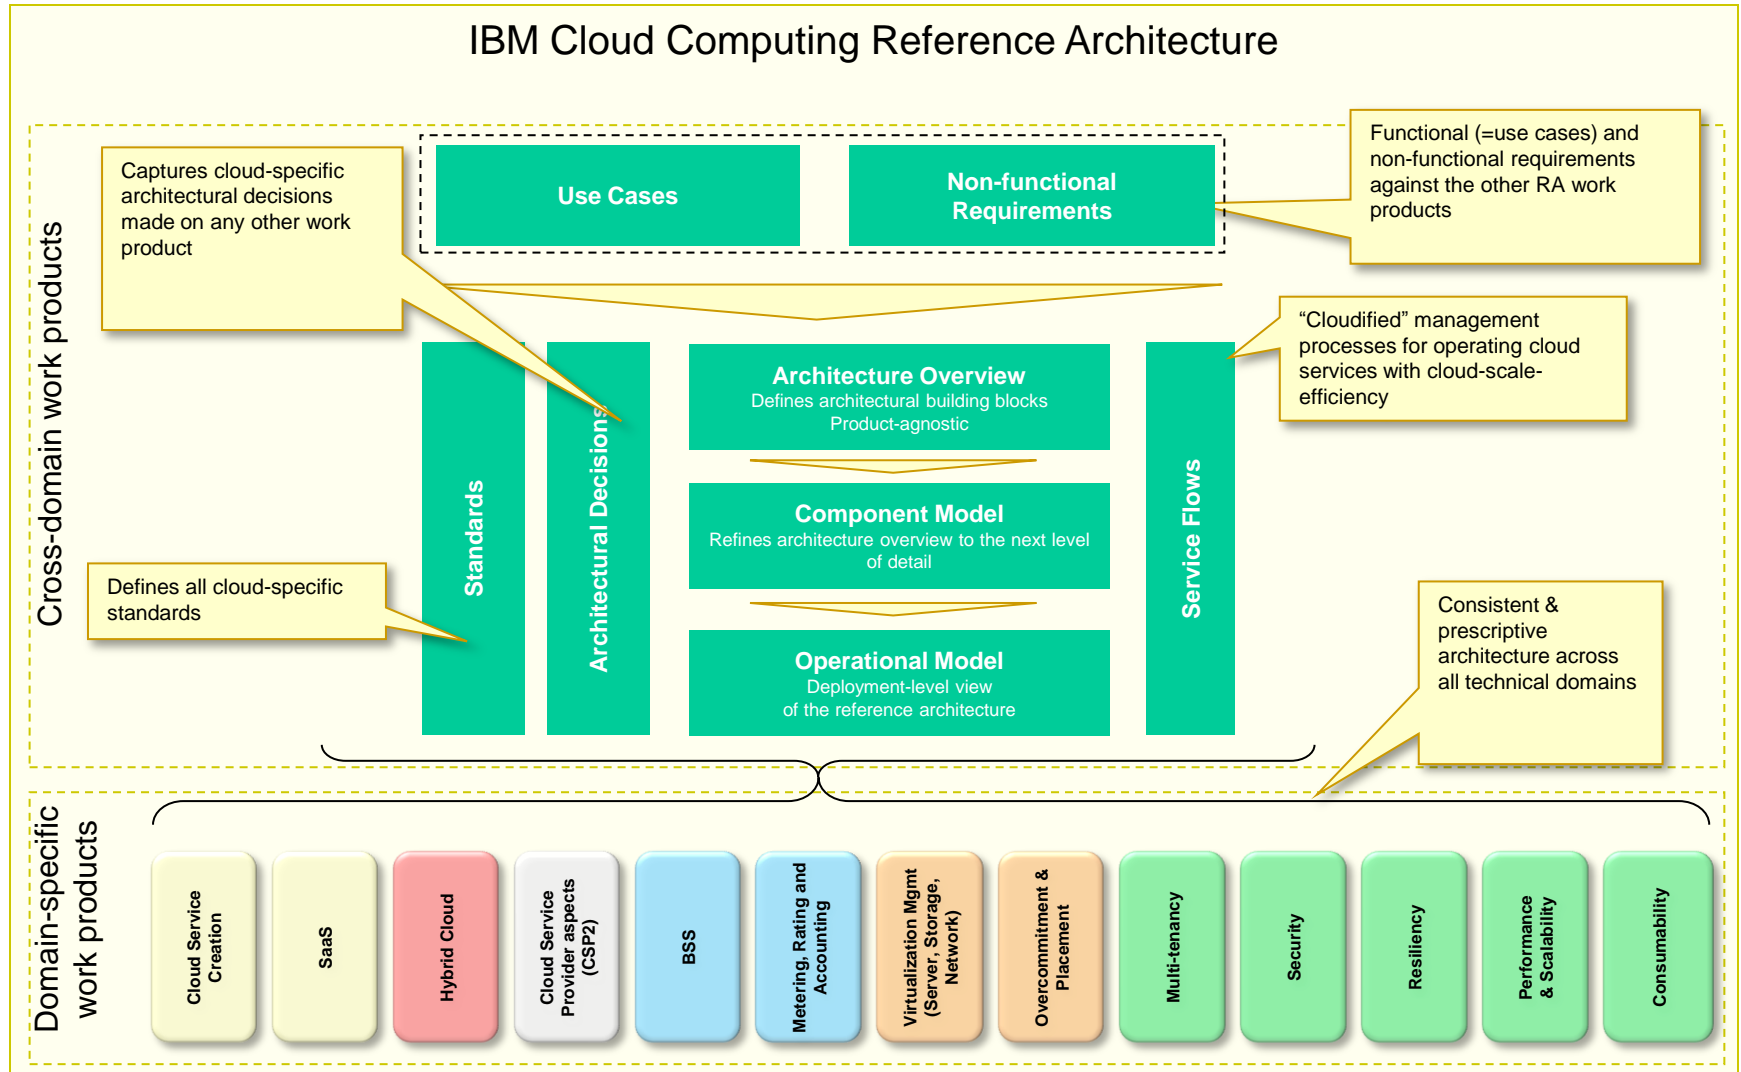 IBM Cloud Computing Reference Architecture
Cross-domain work products
Captures cloud-specific
architectural decisions
made on any other work
product
Use Cases
Non-functional
Requirements
Functional (=use cases) and
non-functional requirements
against the other RA work
products
“Cloudified” management
processes for operating cloud
services with cloud-scale-
efficiency
Standards
Architectural Decisions
Architecture Overview
Defines architectural building blocks
Product-agnostic
Component Model
Refines architecture overview to the next level
of detail
Operational Model
Deployment-level view
of the reference architecture
Service Flows
Defines all cloud-specific
standards
Consistent &
prescriptive
architecture across
all technical domains
Domain-specific
work products
Cloud Service
Creation
SaaS
Hybrid Cloud
Cloud Service
Provider aspects
(CSP2)
BSS
Metering, Rating and
Accounting
Virtualization Mgmt
(Server, Storage,
Network)
Overcommitment &
Placement
Multi-tenancy
Security
Resiliency
Performance
& Scalability
Consumability